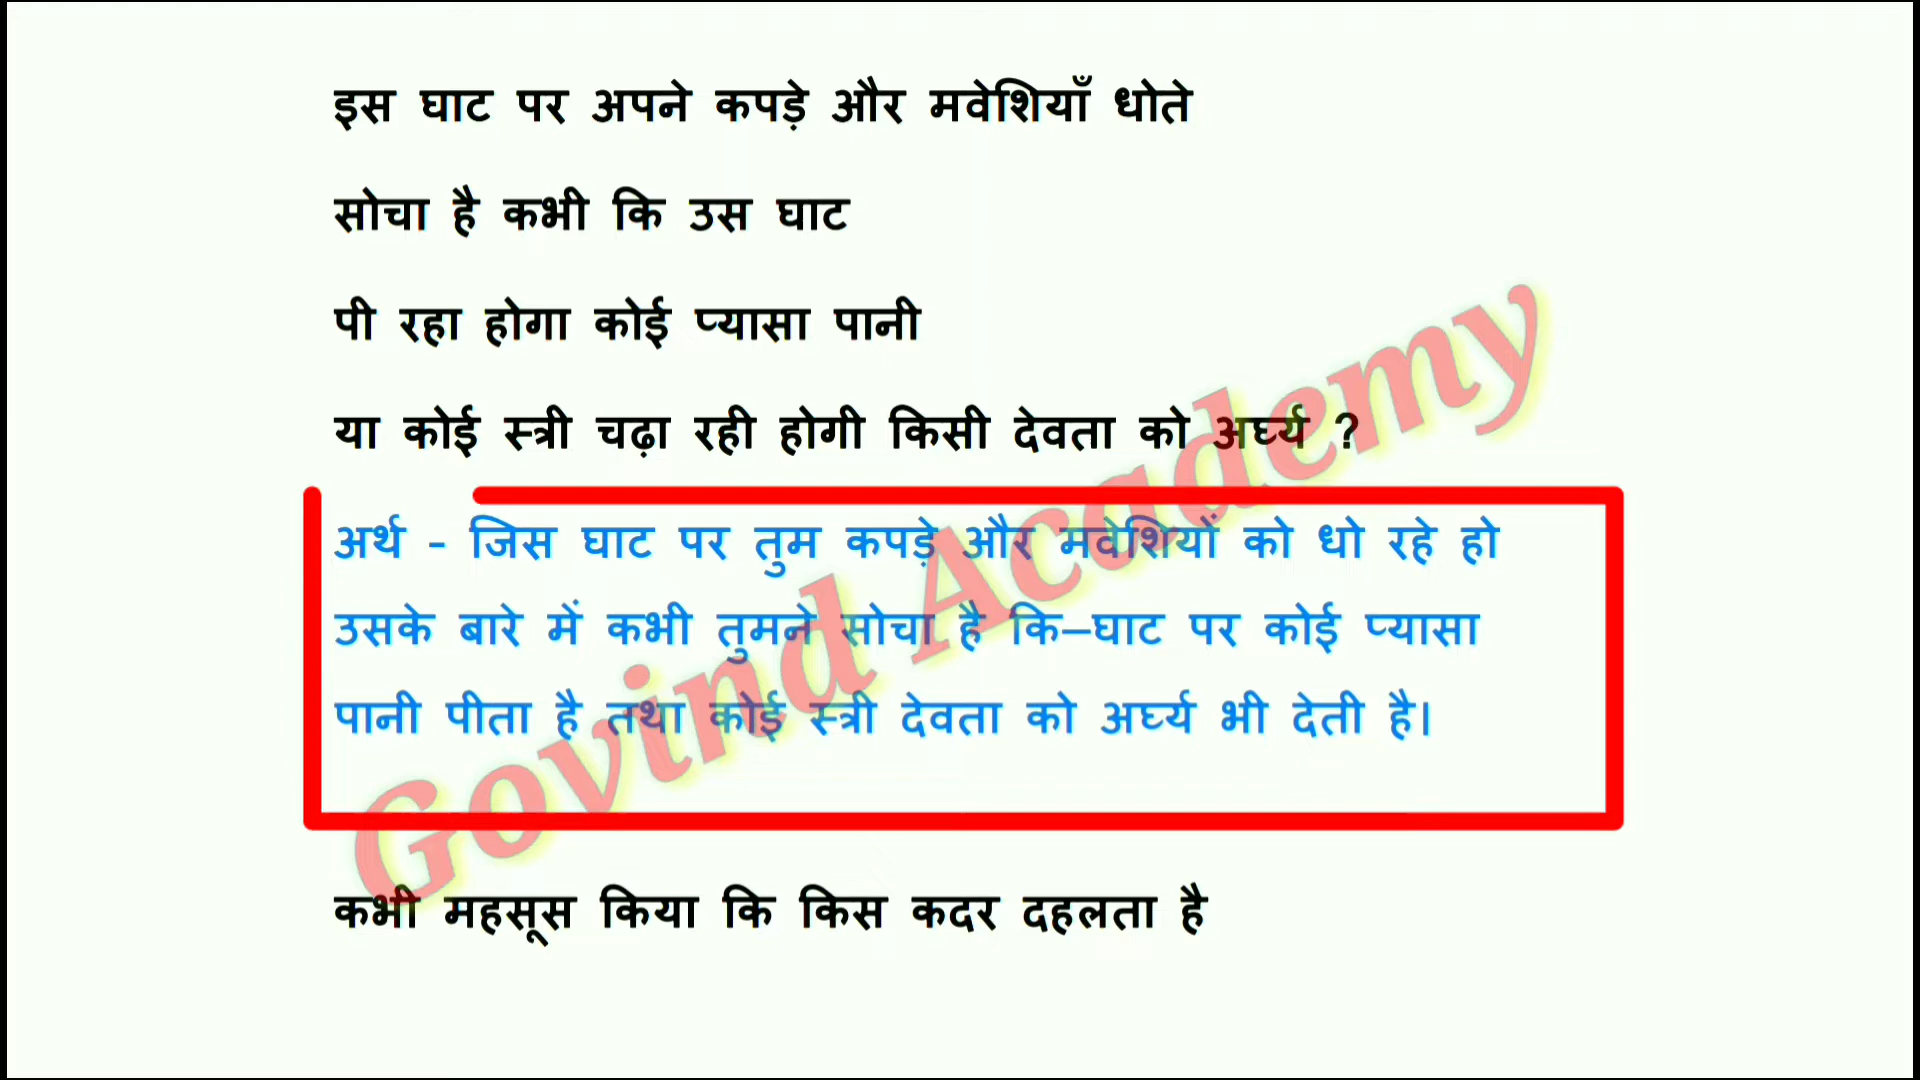 इस घाट पर अपने कपड़े और मवेशियाँ धोते
सोचा है कभी कि उस घाट
पी रहा होगा कोई प्यासा पानी
या कोई स्त्री चढ़ा रही होगी किसी देवता को अर्घ्य ?
अर्थ - जिस घाट पर तुम कपड़े और मवेशियों को धो रहे हो
उसके बारे में कभी तुमने सोचा है कि–घाट पर कोई प्यासा
पानी पीता है तथा कोई स्त्री देवता को अर्घ्य भी देती है।
कभी महसूस किया कि किस कदर दहलता है
Govind Academy